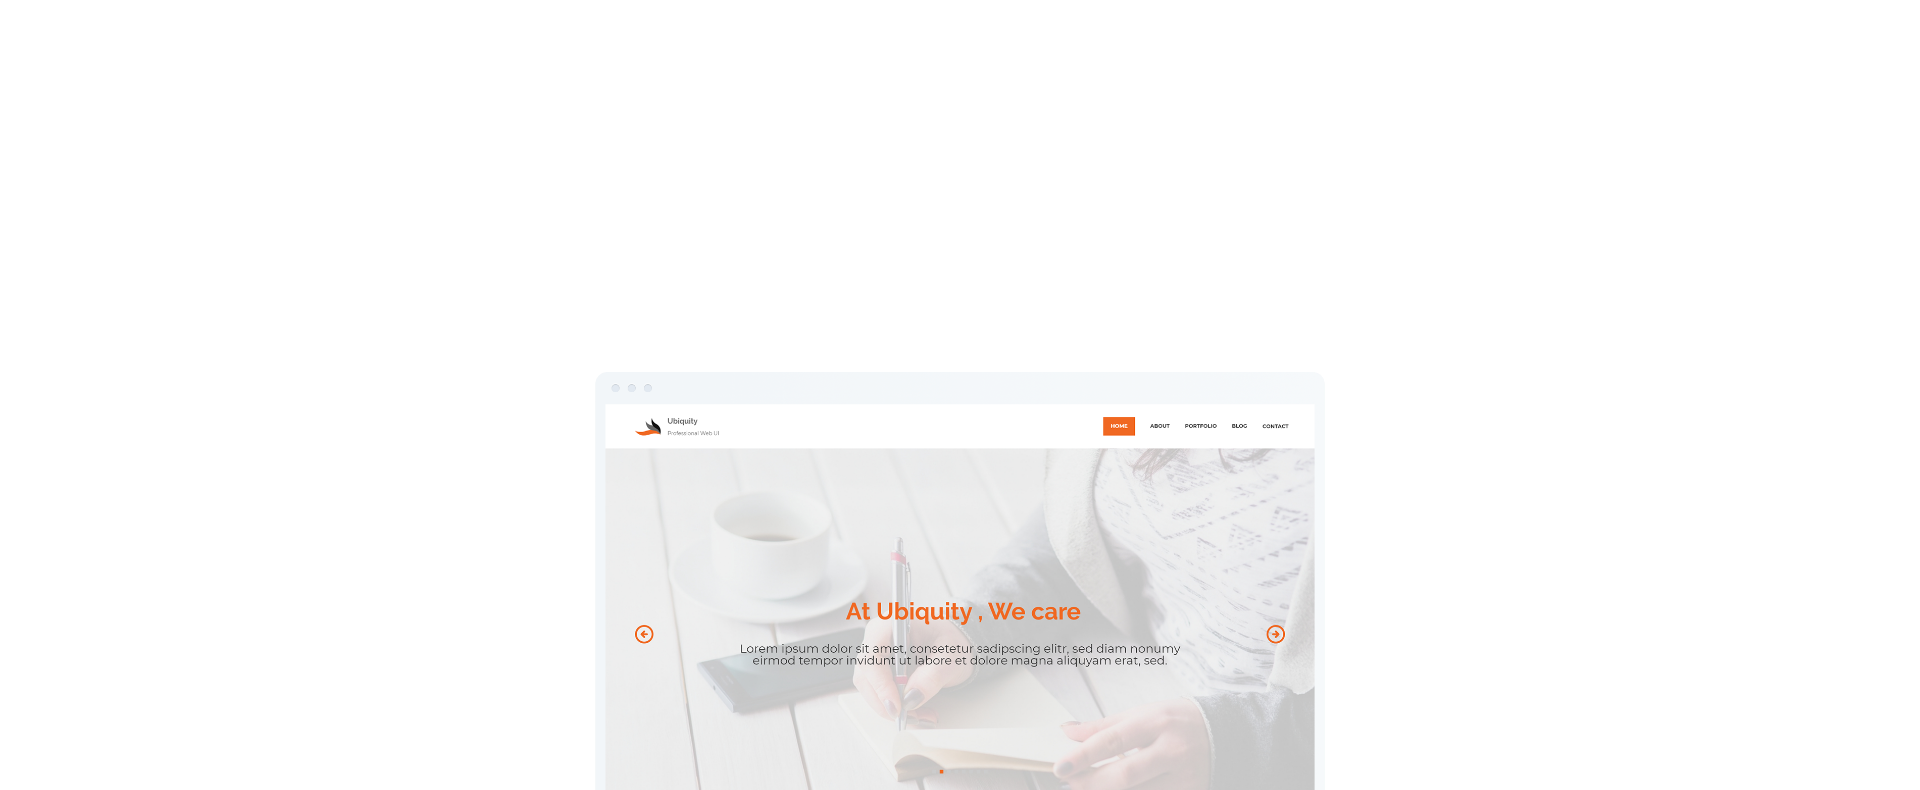 Ubiquity
Professional Web UI
HOME ABOUT PORTFOLIO BLOG CONTACT
At Ubiquity , We care
Lorem ipsum dolor sit amet, consetetur sadipscing elitr, sed diam nonumy
eirmod tempor invidunt ut labore et dolore magna aliquyam erat, sed.